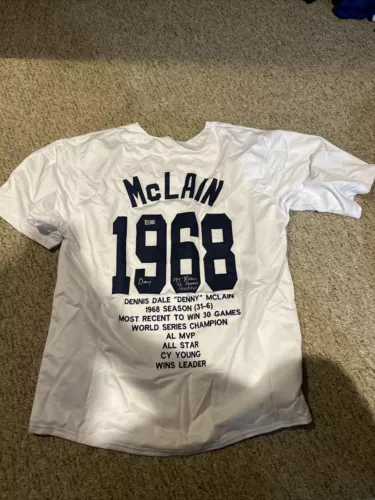 McLAIN
1968
Denny
DENNIS DALE "DENNY" McLAIN
1968 SEASON (31-6)
MOST RECENT TO WIN 30 GAMES
WORLD SERIES CHAMPION
AL MVP
ALL STAR
CY YOUNG
WINS LEADER